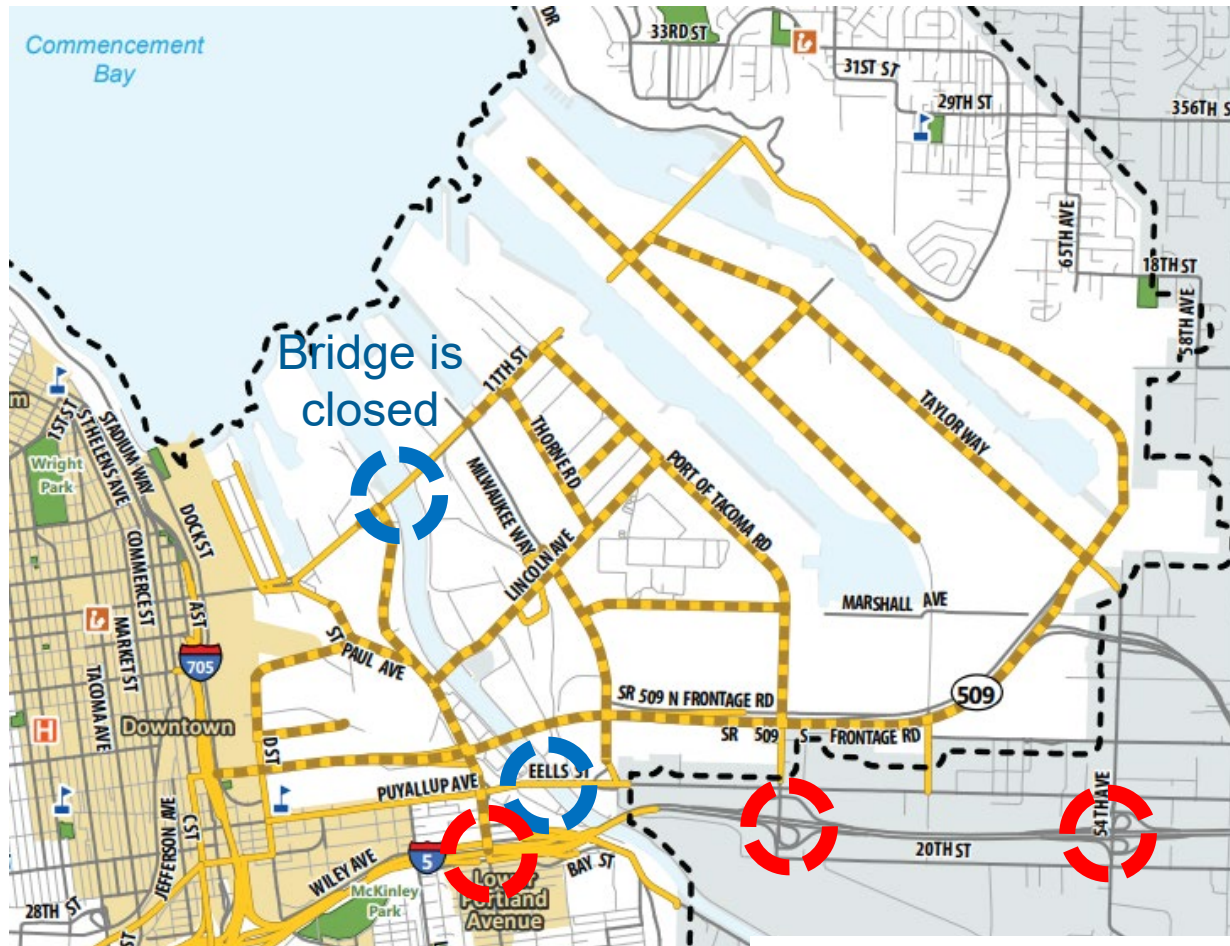 Commencement
Bay
DR
33RD ST
31ST ST
29TH ST
356TH S
65TH AVE
18TH ST
58TH AVE
Bridge is
closed
11TH ST
THORNE RD
MILWAUKEE WAY
LINCOLN AVE
PORT OF TACOMA RD
TAYLOR WAY
m
1ST ST
ST HELENS AVE
STADIUM WAY
Wright
Park
DOCK ST
COMMERCE ST
MARKET ST
TACOMA AVE
A ST
705
ST PAUL AVE
MARSHALL AVE
H
Downtown
D ST
SR 509 N FRONTAGE RD
509
SR 509 S FRONTAGE RD
EELLS ST
PUYALLUP AVE
54TH AVE
JEFFERSON AVE
C ST
WILEY AVE
5
BAY ST
20TH ST
Lower
Portland
Avenue
McKinley
Park
28TH ST
ST